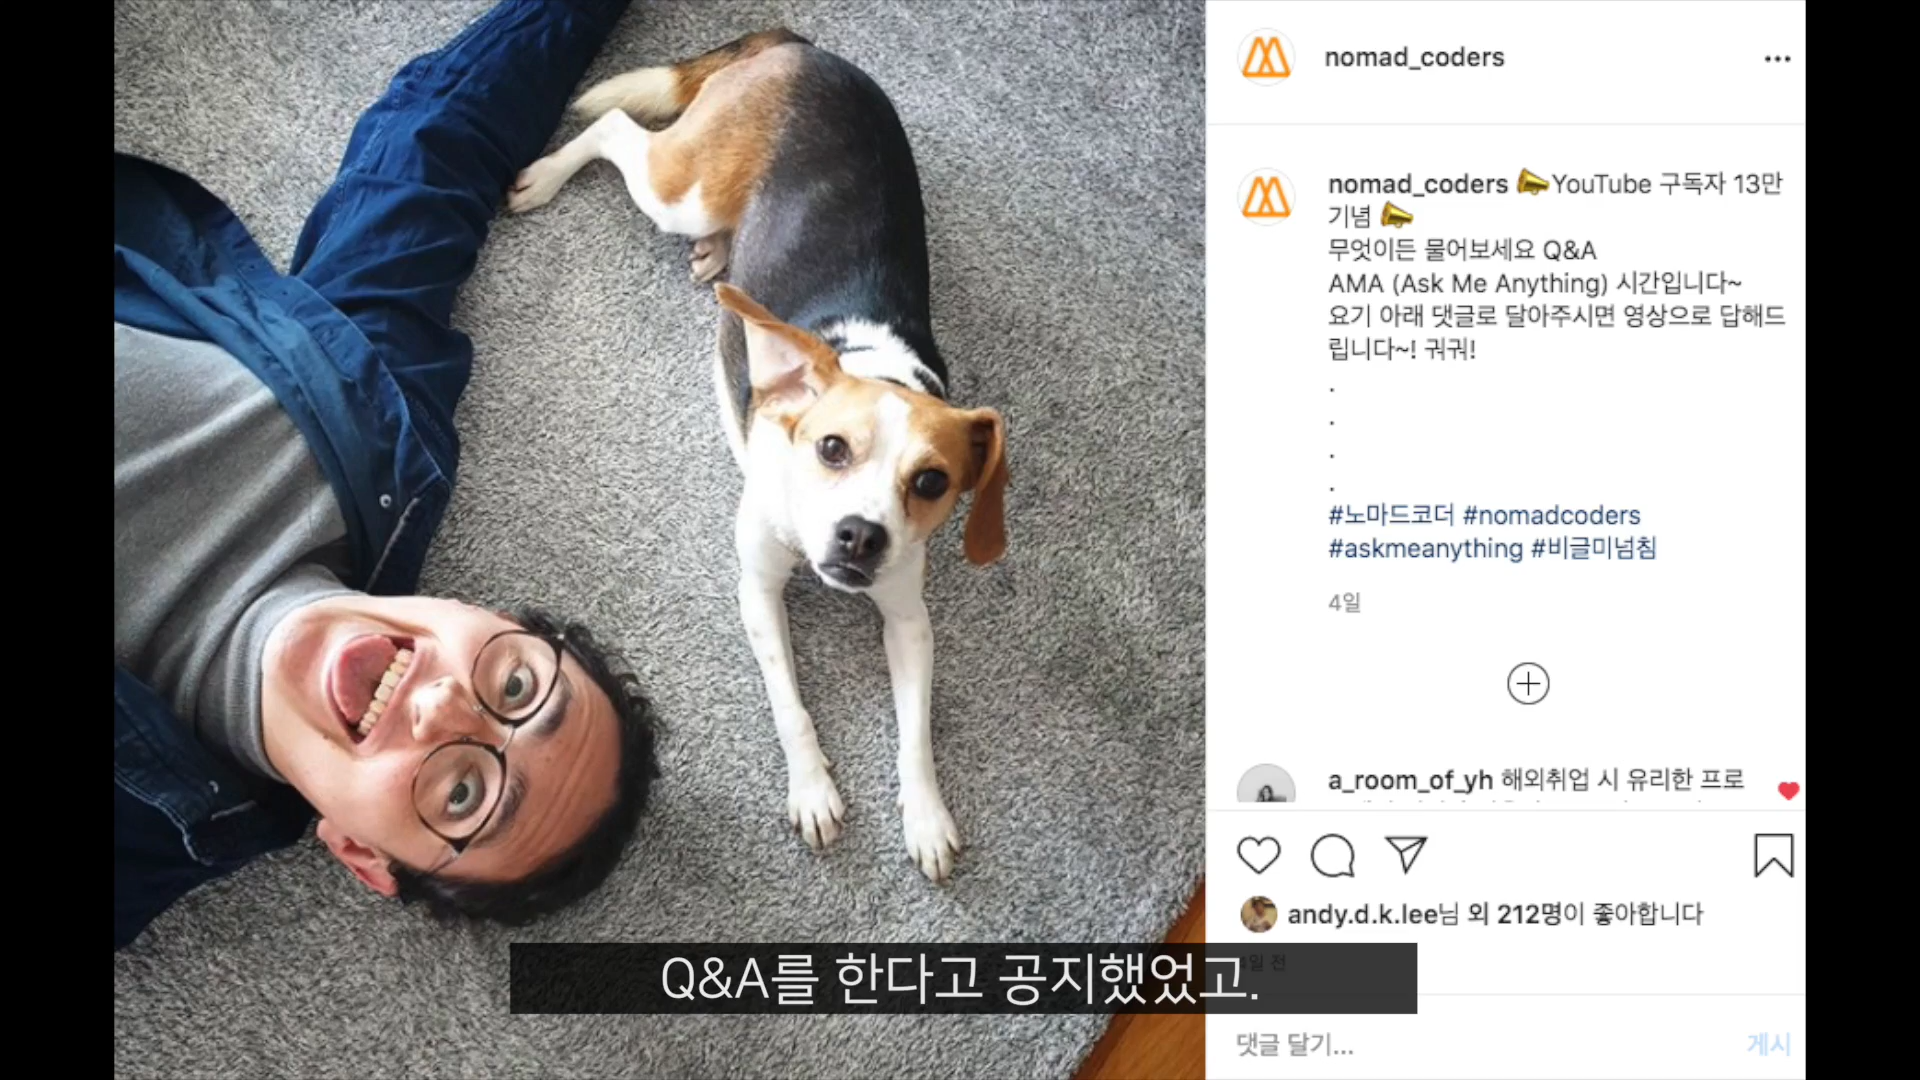 nomad_coders
nomad_coders 📣YouTube 구독자 13만
기념 📣
무엇이든 물어보세요 Q&A
AMA (Ask Me Anything) 시간입니다~
요기 아래 댓글로 달아주시면 영상으로 답해드
립니다~! 궈궈!
.
.
.
.
#노마드코더 #nomadcoders
#askmeanything #비글미넘침
4일
a_room_of_yh 해외취업 시 유리한 프로
andy.d.k.lee님 외 212명이 좋아합니다
일 전
Q&A를 한다고 공지했었고.
댓글 달기...
게시